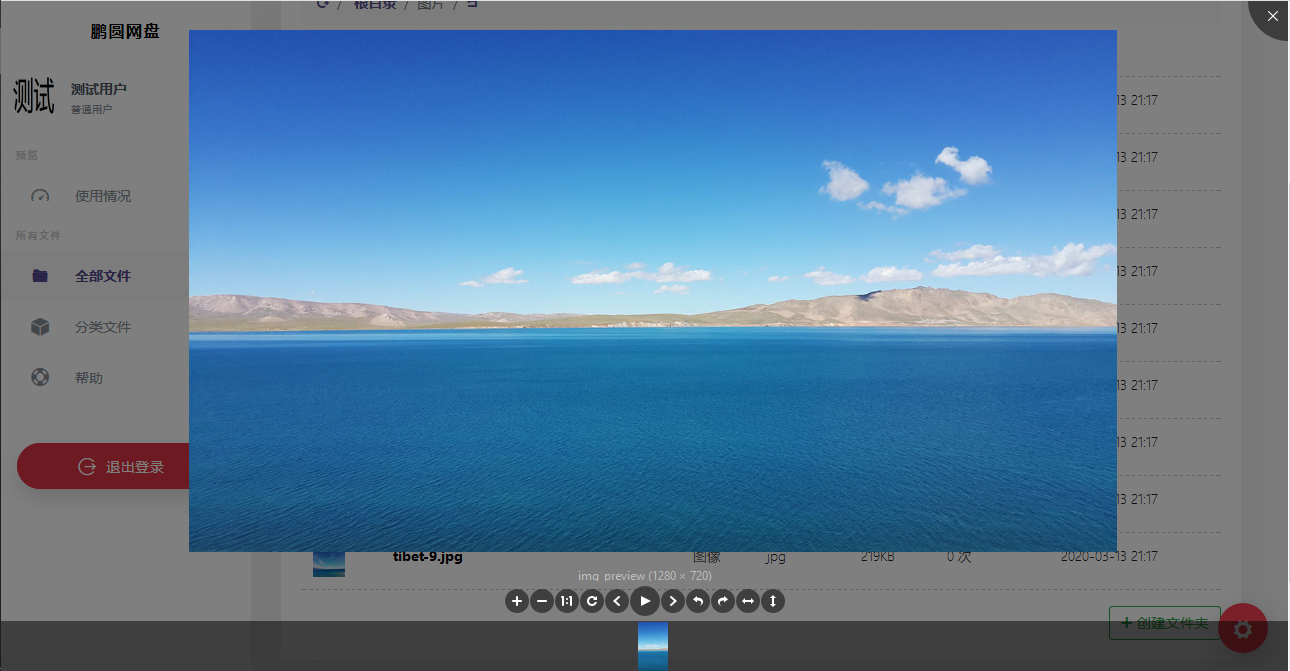 / 根目录 / 图片 /
鹏圆网盘
测试
测试用户
普通用户
预览
使用情况
所有文件
全部文件
分类文件
帮助
退出登录
13 21:17
13 21:17
13 21:17
13 21:17
13 21:17
13 21:17
13 21:17
13 21:17
tibet-9.jpg 图像 jpg 219KB 0 次 2020-03-13 21:17
img_preview (1280 × 720)
1:1
+ 创建文件夹